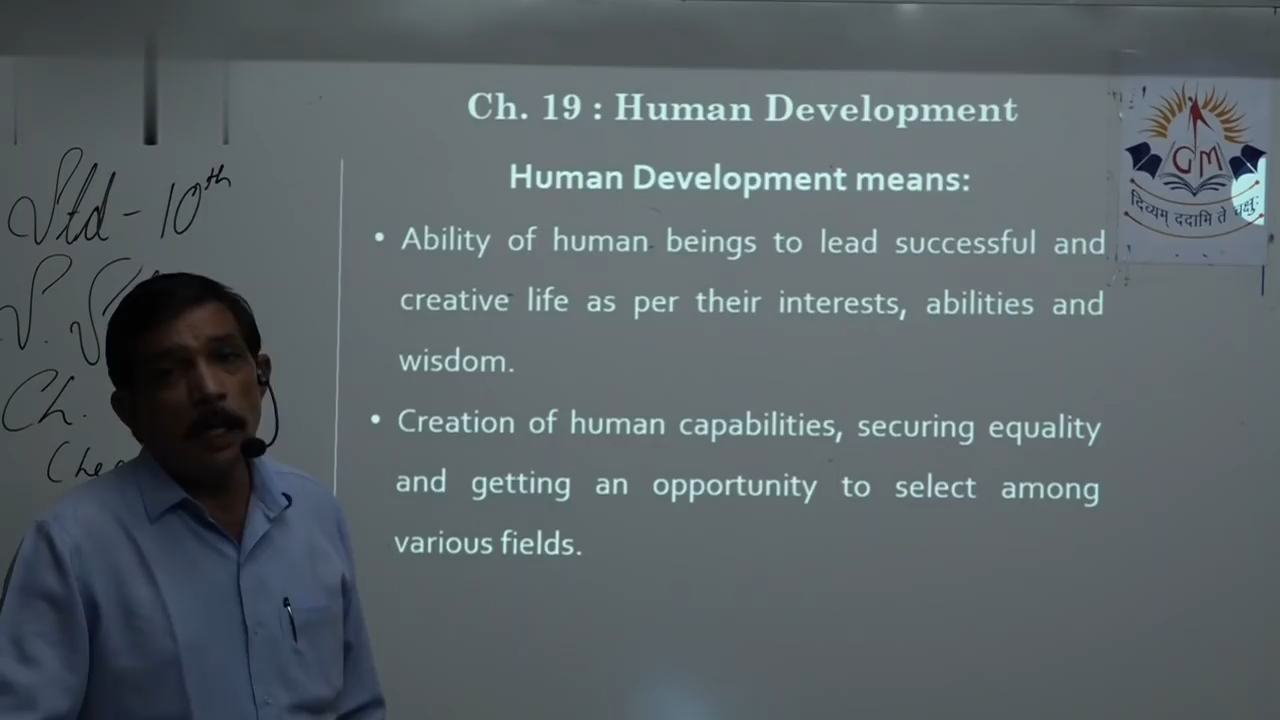 Ch. 19 : Human Development
Human Development means:
• Ability of human beings to lead successful and
creative life as per their interests, abilities and
wisdom.
• Creation of human capabilities, securing equality
and getting an opportunity to select among
various fields.
Std - 10th
Ch.
GM
दिव्यम् ददामि ते चक्षुः